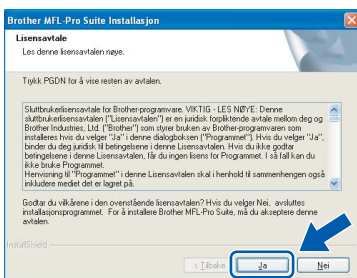 Brother MFL-Pro Suite Installasjon
Lisensavtale
Les denne lisensavtalen nøye.
Trykk PGDN for å vise resten av avtalen.
Sluttbrukerlisensavtale for Brother-programvare. VIKTIG - LES NØYE: Denne
sluttbrukerlisensavtalen ("Lisensavtalen") er en juridisk forpliktende avtale mellom deg og
Brother Industries, Ltd. ("Brother") som styrer bruken av Brother-programvaren som
installeres hvis du velger "Ja" i denne dialogboksen ("Programmet"). Hvis du velger "Ja",
binder du deg juridisk til betingelsene i denne Lisensavtalen. Hvis du ikke godtar
betingelsene i denne Lisensavtalen, får du ingen lisens for Programmet. I så fall kan du
ikke bruke Programmet.
Henvisning til "Programmet" i denne Lisensavtalen skal i henhold til sammenhengen også
inkludere mediet det er lagret på.
Godtar du vilkårene i den ovenstående lisensavtalen? Hvis du velger Nei, avsluttes
installasjonsprogrammet. For å installere Brother MFL-Pro Suite, må du akseptere denne
avtalen.
InstallShield
< Tilbake
Ja
Nei